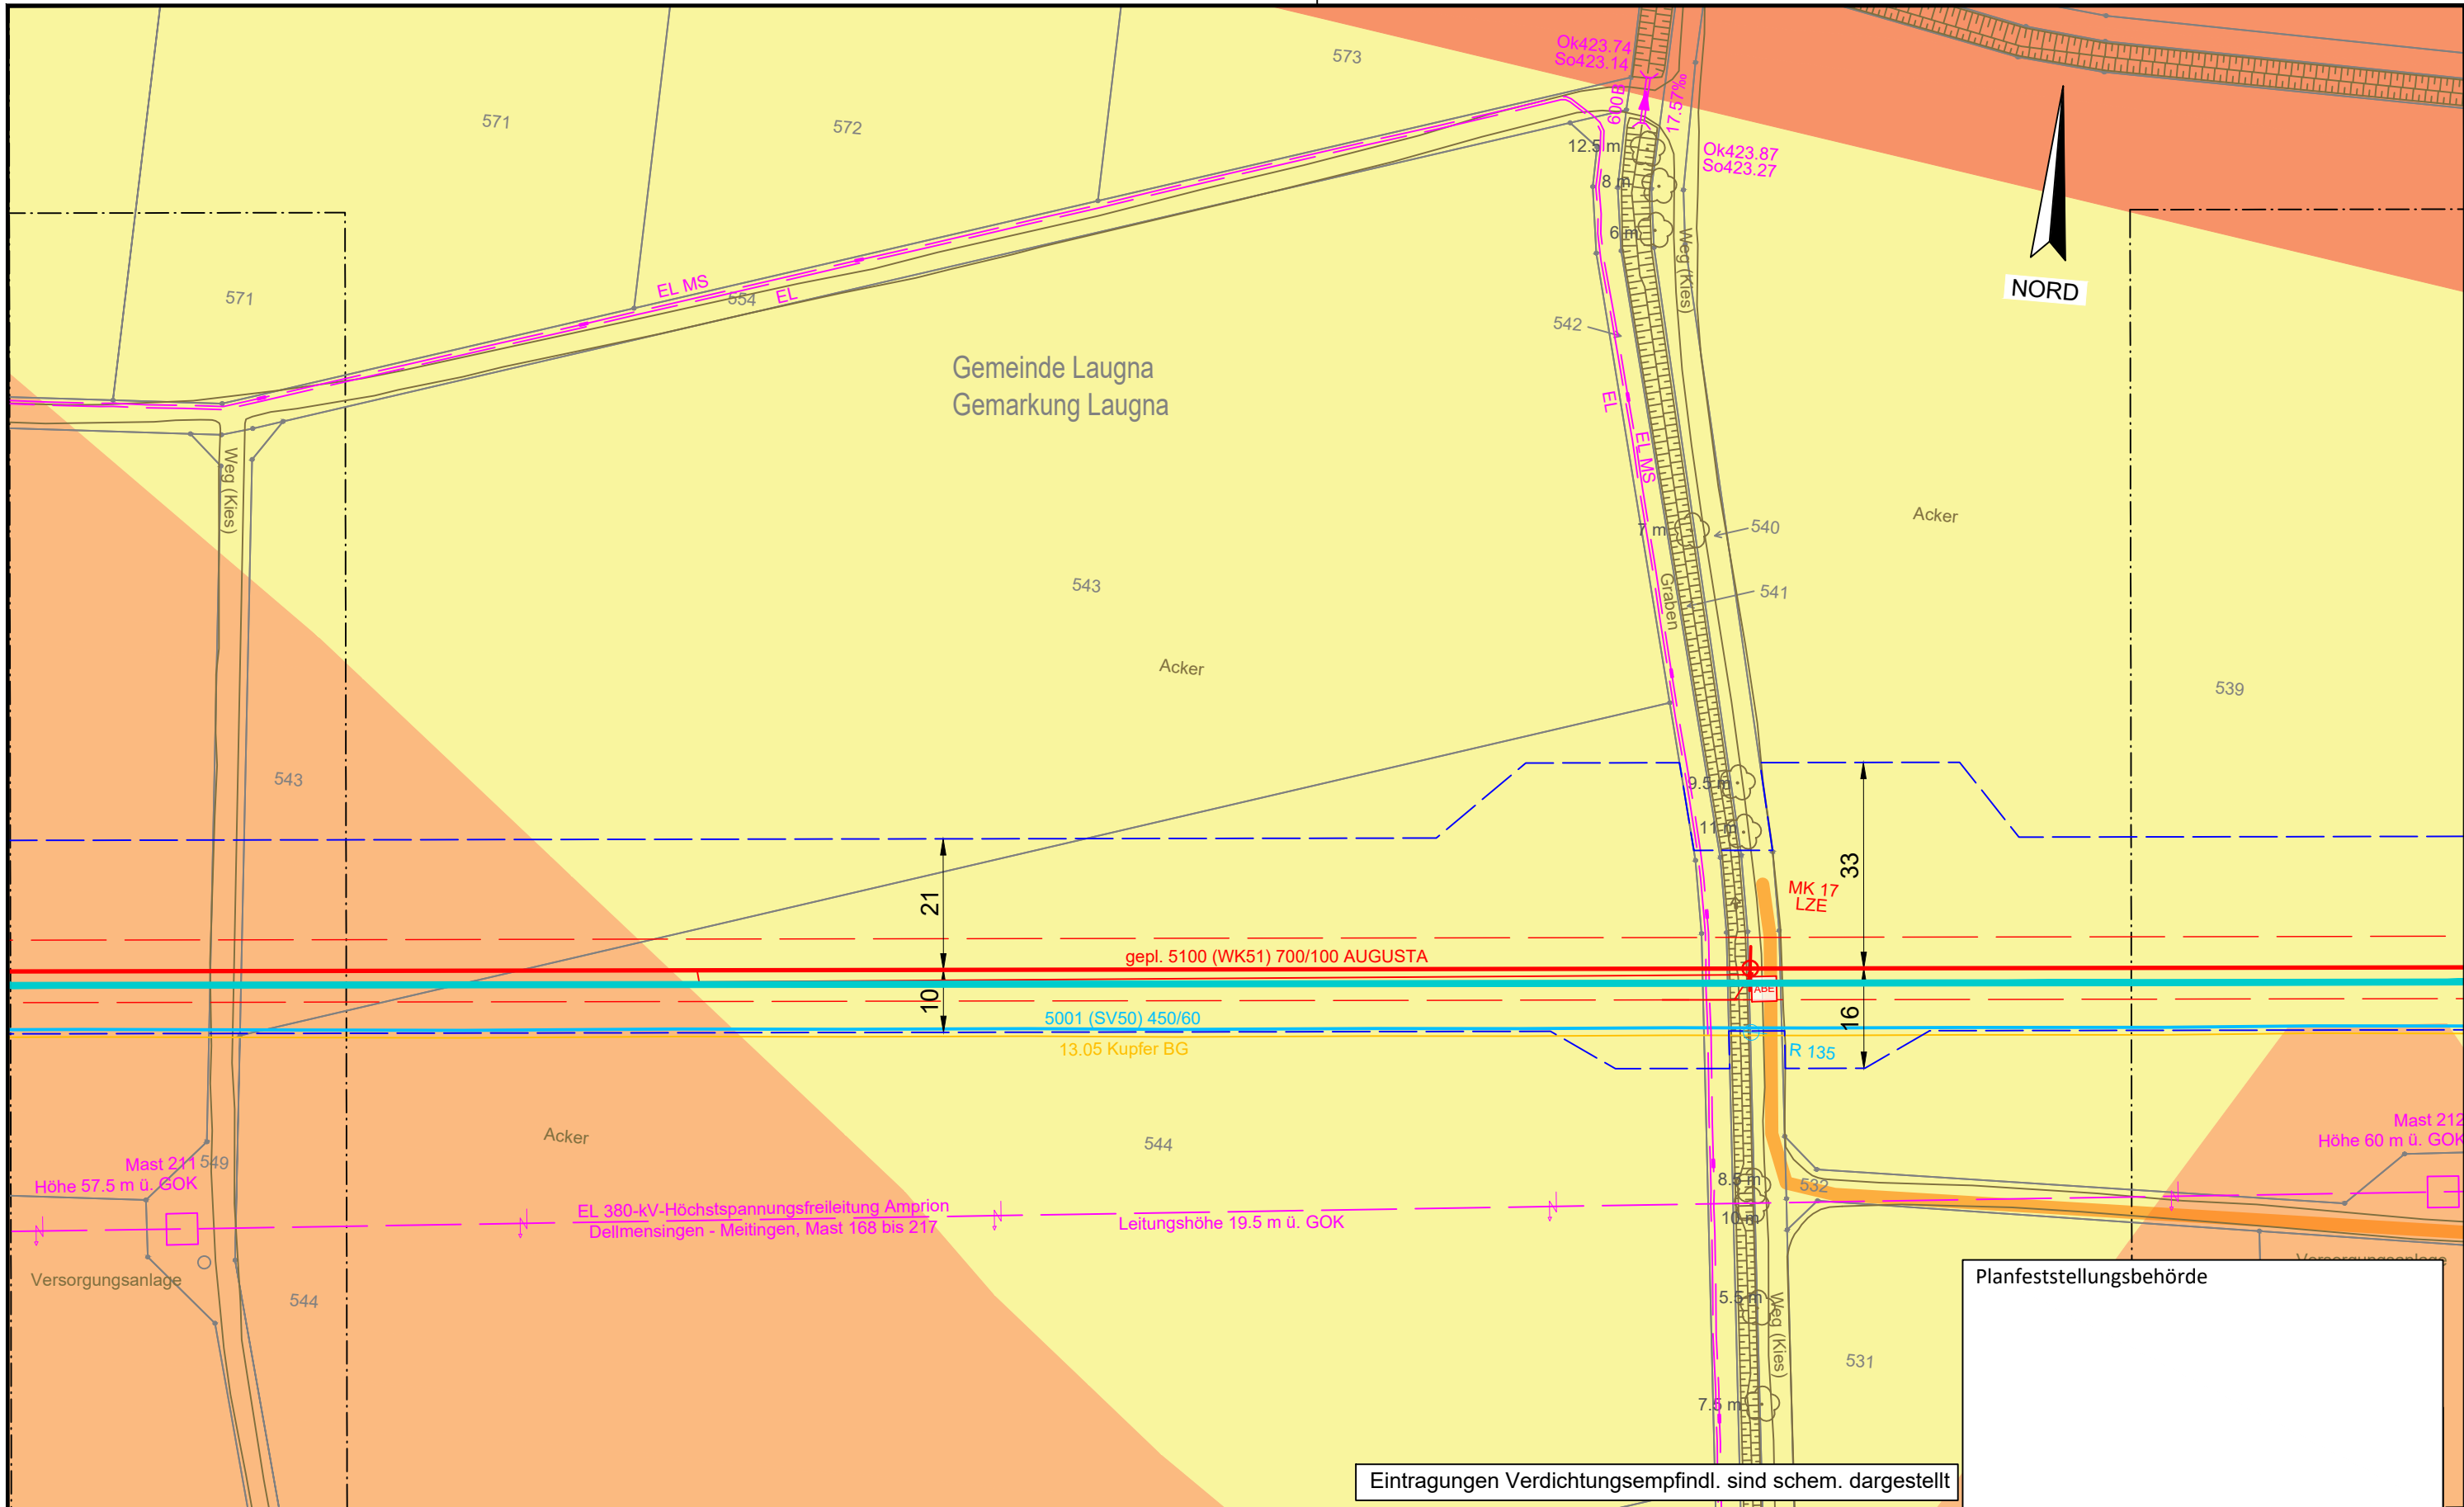 573
Ok423.74
So423.14
600B
17.57‰
571
572
12.5 m
Ok423.87
So423.27
8 m
6 m
Weg (Kies)
NORD
571
EL MS
554
EL
542
Gemeinde Laugna
Gemarkung Laugna
EL
EL MS
Weg (Kies)
7 m
540
Acker
543
Graben
541
Acker
539
543
9.5 m
11 m
21
33
MK 17
LZE
gepl. 5100 (WK51) 700/100 AUGUSTA
ABE
10
16
5001 (SV50) 450/60
13.05 Kupfer BG
R 135
Acker
544
Mast 212
Höhe 60 m ü. GOK
Mast 211
549
Höhe 57.5 m ü. GOK
8.5 m
532
EL 380-kV-Höchstspannungsfreileitung Amprion
Dellmensingen - Meitingen, Mast 168 bis 217
Leitungshöhe 19.5 m ü. GOK
10 m
Versorgungsanlage
Versorgungsanlage
Planfeststellungsbehörde
544
5.5 m
Weg (Kies)
531
7.5 m
Eintragungen Verdichtungsempfindl. sind schem. dargestellt